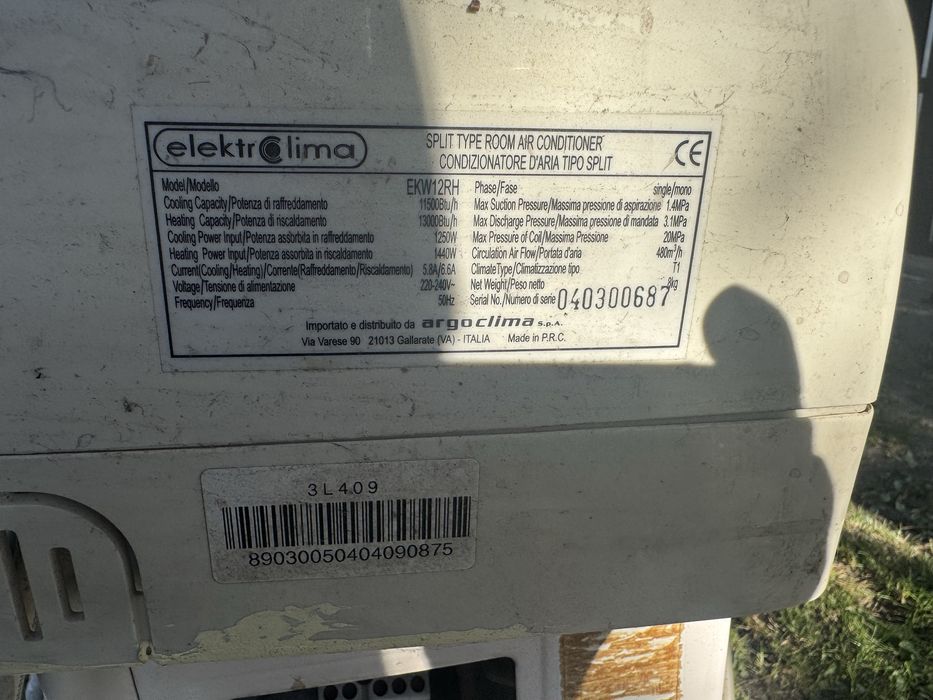 elektroclima
SPLIT TYPE ROOM AIR CONDITIONER
CONDIZIONATORE D'ARIA TIPO SPLIT
CE
Model/Modello EKW12RH
Cooling Capacity/Potenza di raffreddamento 11500Btu/h
Heating Capacity/Potenza di riscaldamento 13000Btu/h
Cooling Power Input/Potenza assorbita in raffreddamento 1250W
Heating Power Input/Potenza assorbita in riscaldamento 1440W
Current(Cooling/Heating)/Corrente(Raffreddamento/Riscaldamento) 5.8A/6.6A
Voltage/Tensione di alimentazione 220-240V~
Frequency/Frequenza 50Hz
Phase/Fase single/mono
Max Suction Pressure/Massima pressione di aspirazione 1.4MPa
Max Discharge Pressure/Massima pressione di mandata 3.1MPa
Max Pressure of Coil/Massima Pressione 20MPa
Circulation Air Flow/Portata d'aria 480m³/h
Climate Type/Climatizzazione tipo T1
Net Weight/Peso netto kg
Serial No./Numero di serie 040300687
Importato e distribuito da argoclima S.p.A.
Via Varese 90 21013 Gallarate (VA) - ITALIA Made in P.R.C.
3L409
89030050404090875